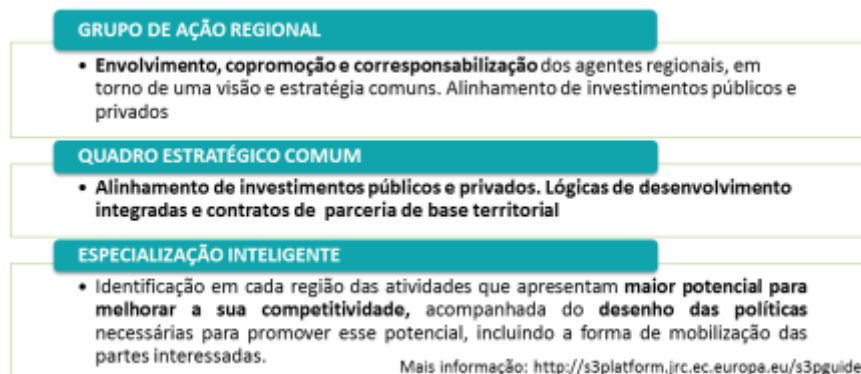 GRUPO DE AÇÃO REGIONAL
• Envolvimento, copromoção e corresponsabilização dos agentes regionais, em
torno de uma visão e estratégia comuns. Alinhamento de investimentos públicos e
privados
QUADRO ESTRATÉGICO COMUM
• Alinhamento de investimentos públicos e privados. Lógicas de desenvolvimento
integradas e contratos de parceria de base territorial
ESPECIALIZAÇÃO INTELIGENTE
• Identificação em cada região das atividades que apresentam maior potencial para
melhorar a sua competitividade, acompanhada do desenho das políticas
necessárias para promover esse potencial, incluindo a forma de mobilização das
partes interessadas.
Mais informação: http://s3platform.jrc.ec.europa.eu/s3pguide